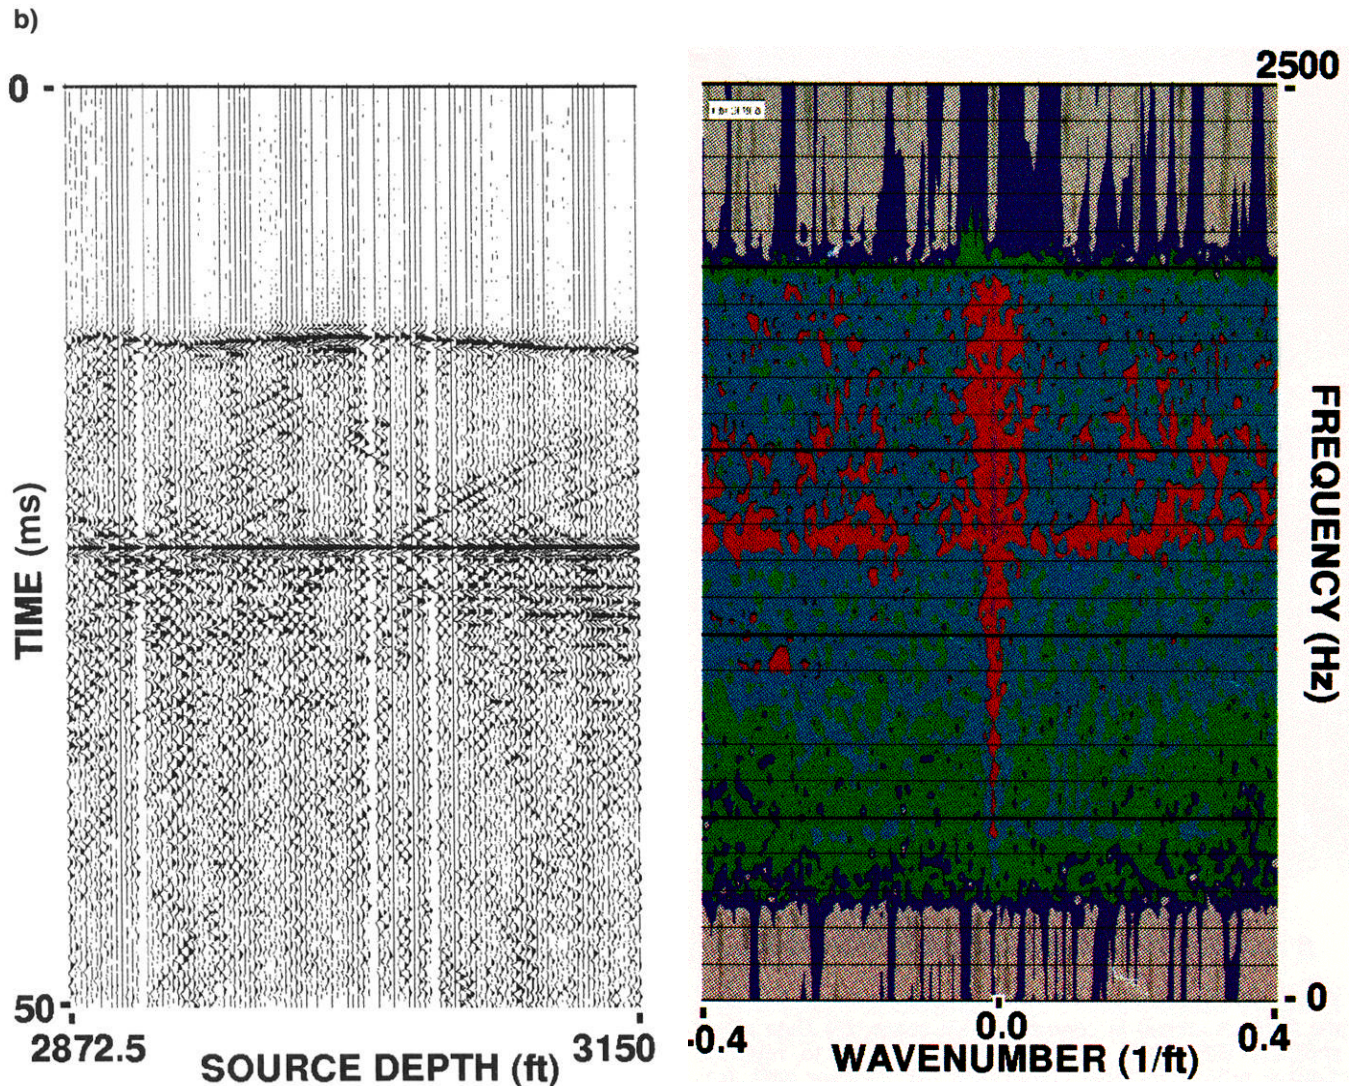 b)
0
TIME (ms)
50
2872.5
SOURCE DEPTH (ft)
3150
2500
FREQUENCY (Hz)
0
-0.4
0.0
0.4
WAVENUMBER (1/ft)